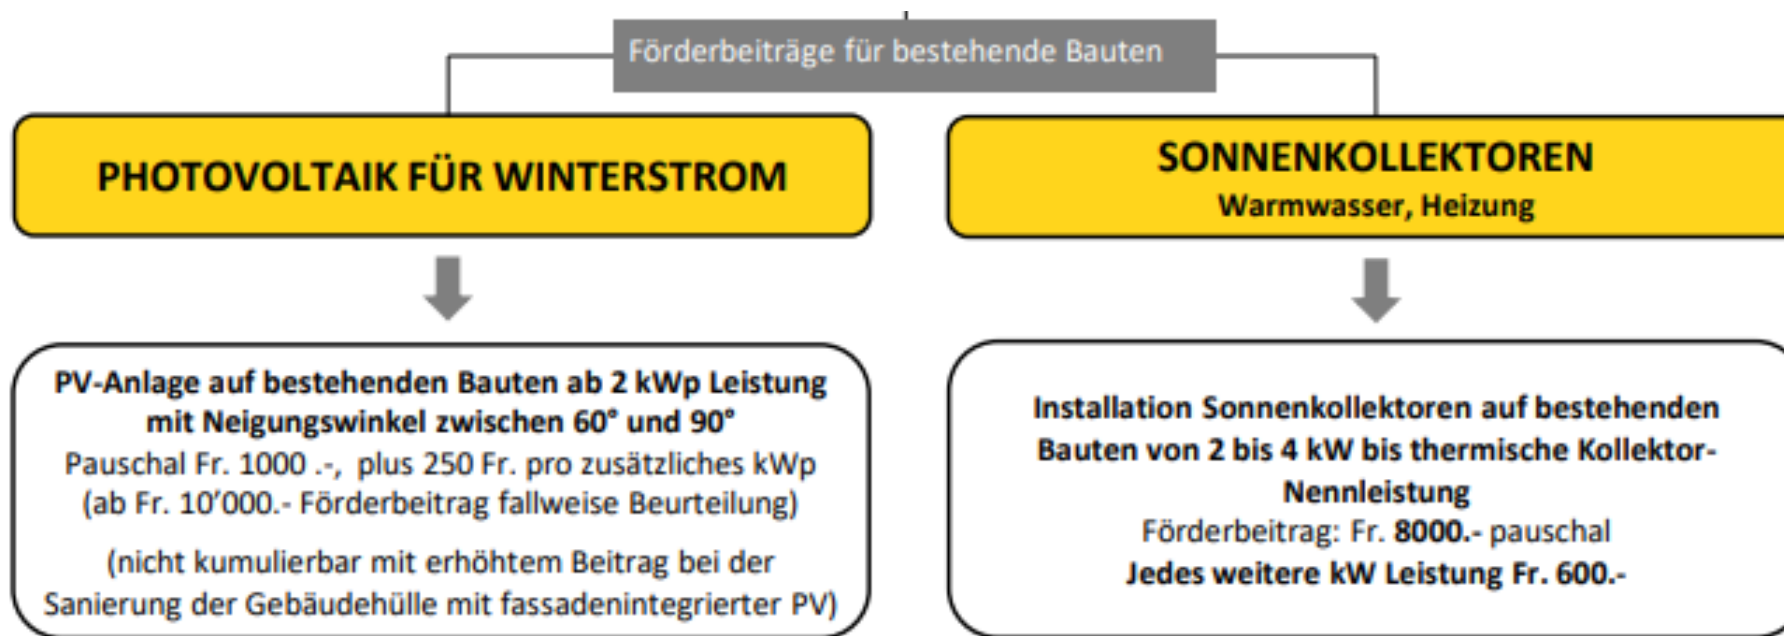 Förderbeiträge für bestehende Bauten
PHOTOVOLTAIK FÜR WINTERSTROM
PV-Anlage auf bestehenden Bauten ab 2 kWp Leistung
mit Neigungswinkel zwischen 60° und 90°
Pauschal Fr. 1000 .-, plus 250 Fr. pro zusätzliches kWp
(ab Fr. 10’000.- Förderbeitrag fallweise Beurteilung)
(nicht kumulierbar mit erhöhtem Beitrag bei der
Sanierung der Gebäudehülle mit fassadenintegrierter PV)
SONNENKOLLEKTOREN
Warmwasser, Heizung
Installation Sonnenkollektoren auf bestehenden
Bauten von 2 bis 4 kW bis thermische Kollektor-
Nennleistung
Förderbeitrag: Fr. 8000.- pauschal
Jedes weitere kW Leistung Fr. 600.-